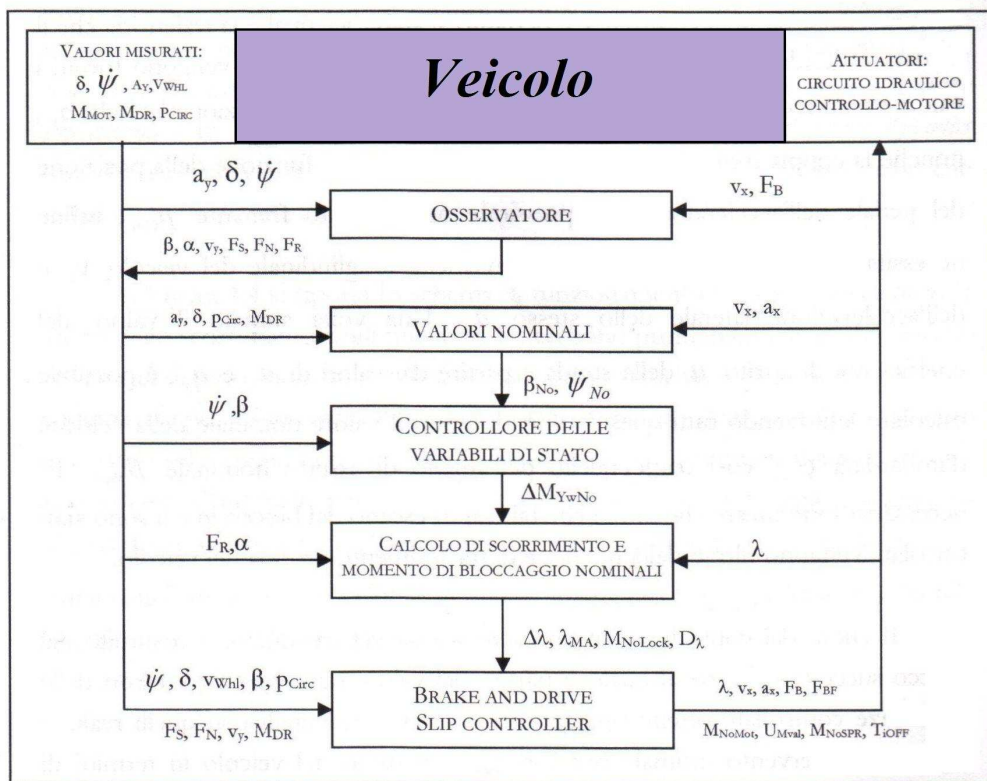 VALORI MISURATI:
δ, ψ̇, AY,VWHL
MMOT, MDR, PCIRC
Veicolo
ATTUATORI:
CIRCUITO IDRAULICO
CONTROLLO-MOTORE
ay, δ, ψ̇
OSSERVATORE
vx, FB
β, α, vy, FS, FN, FR
ay, δ, pCirc, MDR
VALORI NOMINALI
vx, ax
βNo, ψ̇No
ψ̇,β
CONTROLLORE DELLE
VARIABILI DI STATO
ΔMYwNo
FR,α
CALCOLO DI SCORRIMENTO E
MOMENTO DI BLOCCAGGIO NOMINALI
λ
Δλ, λMA, MNoLock, Dλ
ψ̇, δ, vWhl, β, pCirc
FS, FN, vy, MDR
BRAKE AND DRIVE
SLIP CONTROLLER
λ, vx, ax, FB, FBF
MNoMot, UMval, MNoSPR, TiOFF